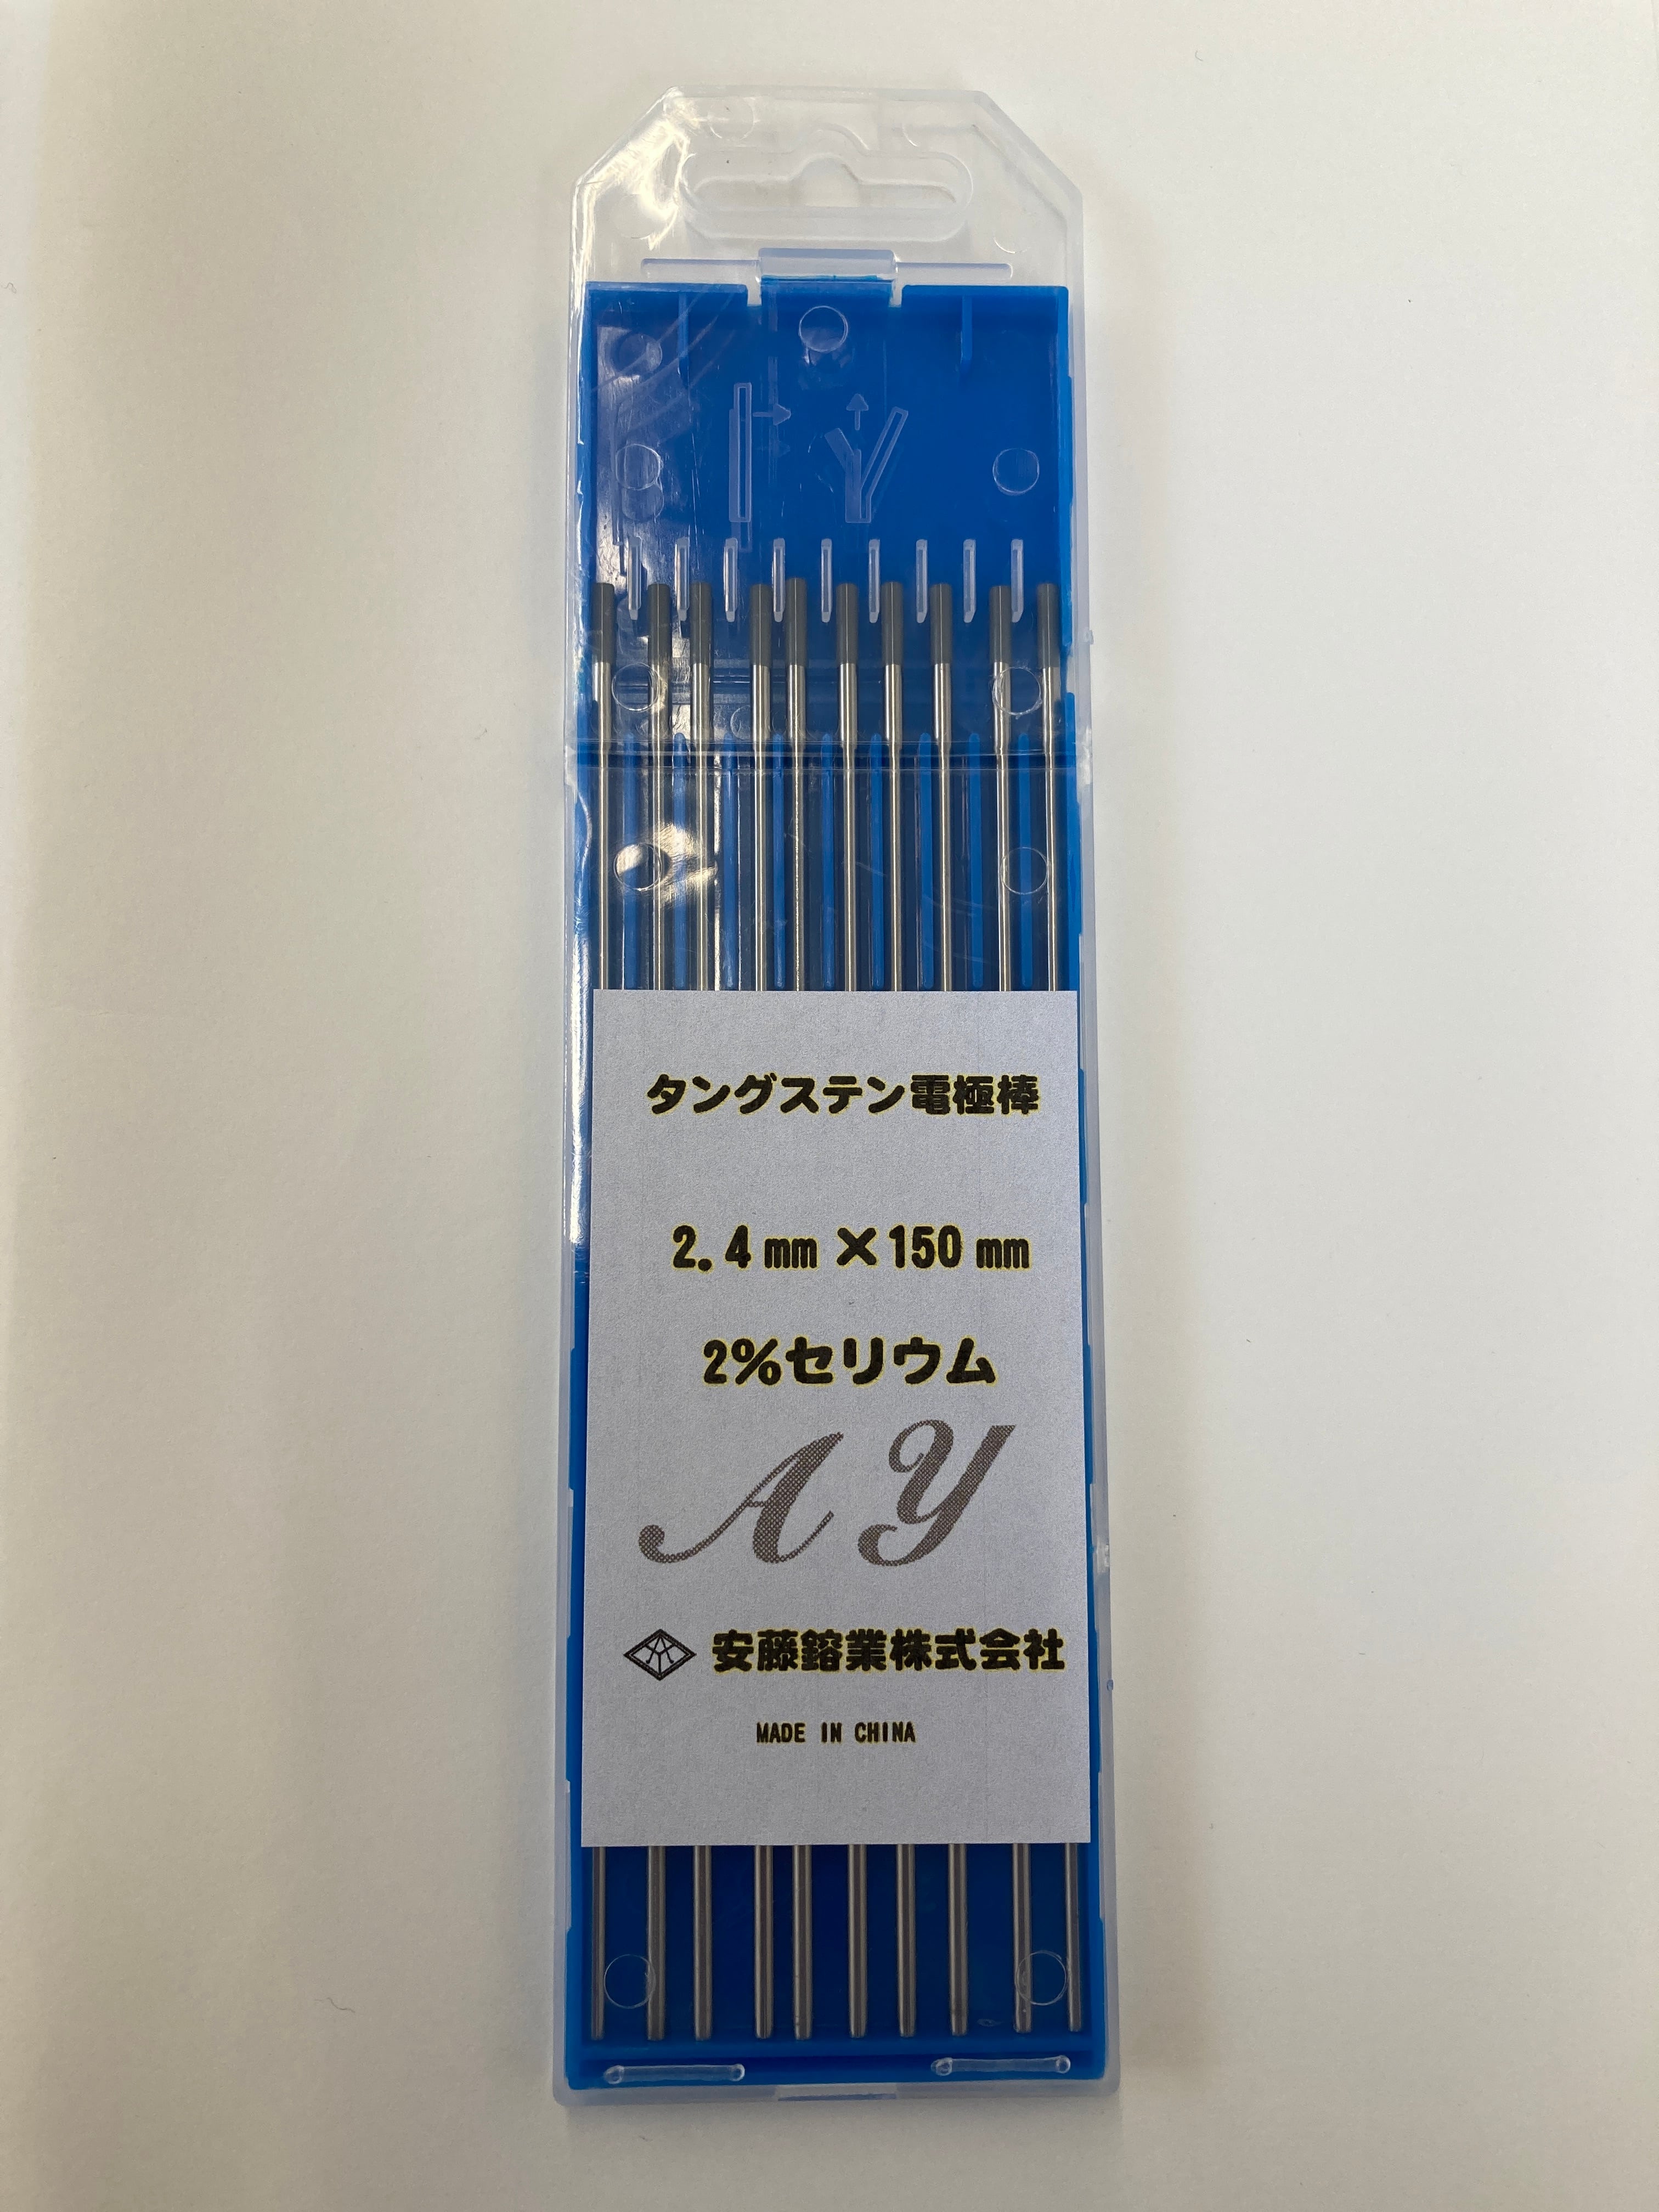 タングステン電極棒
2.4mm×150mm
2%セリウム
AY
安藤鎔業株式会社
MADE IN CHINA